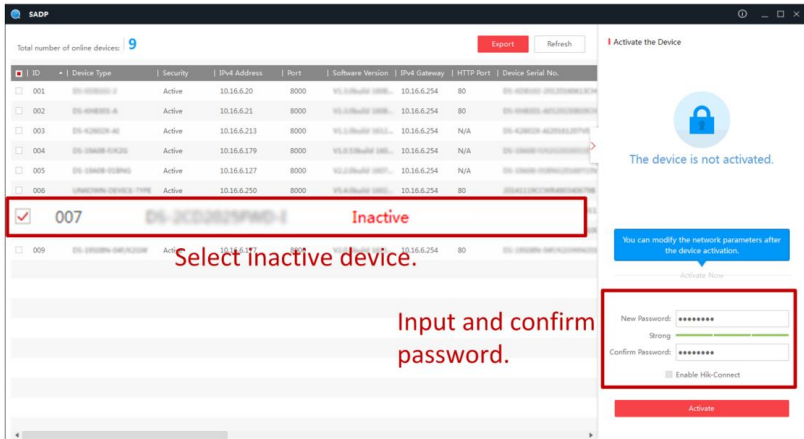 SADP
Total number of online devices: 9
Export
Refresh
ID | Device Type | Security | IPv4 Address | Port | Software Version | IPv4 Gateway | HTTP Port | Device Serial No.
001 Active 10.16.6.20 8000 10.16.6.254 80
002 Active 10.16.6.21 8000 10.16.6.254 80
003 Active 10.16.6.213 8000 10.16.6.254 N/A
004 Active 10.16.6.179 8000 10.16.6.254 N/A
005 Active 10.16.6.127 8000 10.16.6.254 N/A
006 UNKOWN-DEVICE-TYPE Active 10.16.6.250 8000 10.16.6.254 80
007 DS-2CD2025FWD-I Inactive
009 8000 10.16.6.254 80
Select inactive device.
Input and confirm
password.
Activate the Device
The device is not activated.
You can modify the network parameters after
the device activation.
Activate Now
New Password: ●●●●●●●●
Strong
Confirm Password: ●●●●●●●●
Enable Hik-Connect
Activate